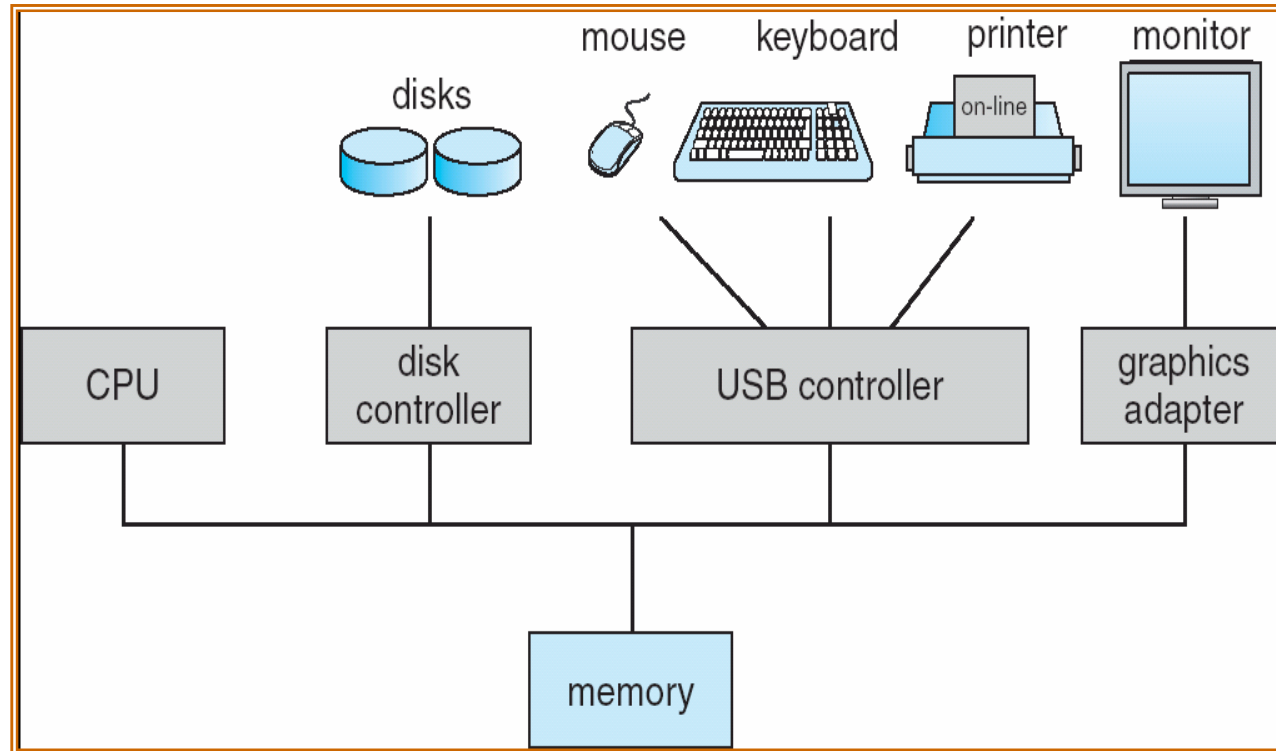 mouse
keyboard
printer
monitor
disks
on-line
CPU
disk
controller
USB controller
graphics
adapter
memory